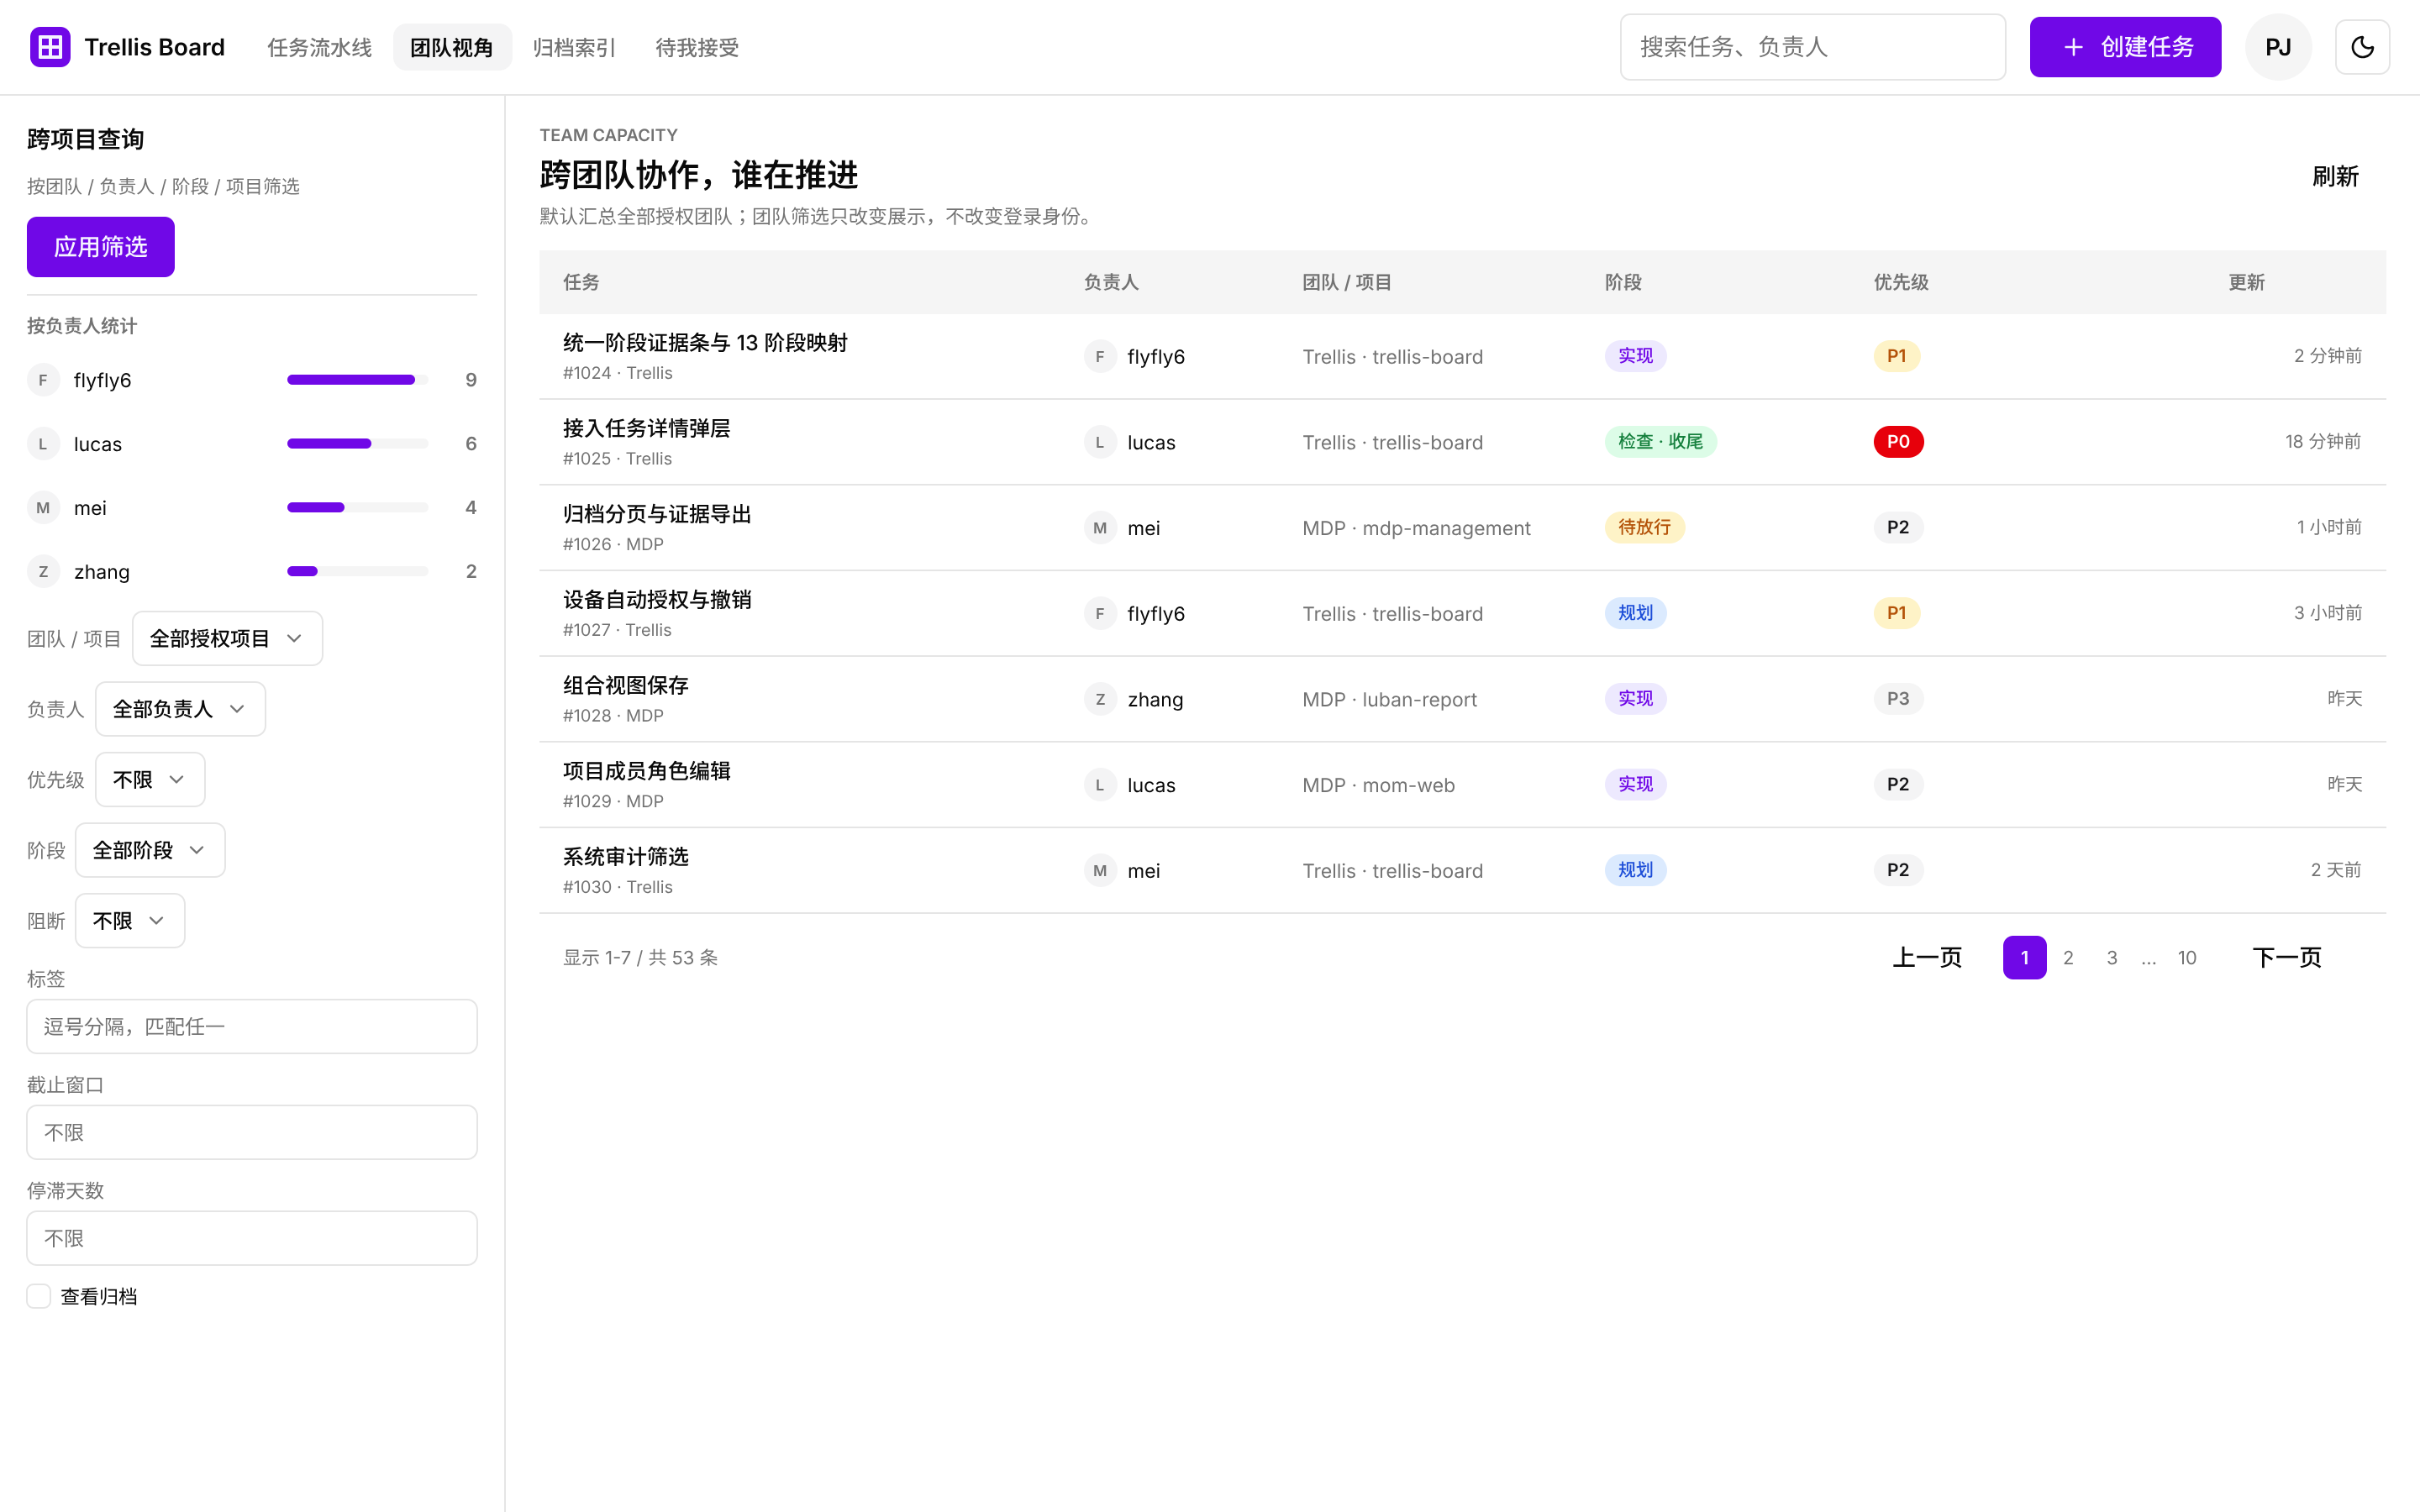 Trellis Board
任务流水线
团队视角
归档索引
待我接受
搜索任务、负责人
创建任务
PJ
跨项目查询
按团队 / 负责人 / 阶段 / 项目筛选
应用筛选
按负责人统计
F flyfly6 9
L lucas 6
M mei 4
Z zhang 2
团队 / 项目 全部授权项目
负责人 全部负责人
优先级 不限
阶段 全部阶段
阻断 不限
标签
逗号分隔，匹配任一
截止窗口
不限
停滞天数
不限
查看归档
TEAM CAPACITY
跨团队协作，谁在推进
默认汇总全部授权团队；团队筛选只改变展示，不改变登录身份。
刷新
任务 负责人 团队 / 项目 阶段 优先级 更新
统一阶段证据条与 13 阶段映射
#1024 · Trellis
F flyfly6 Trellis · trellis-board 实现 P1 2 分钟前
接入任务详情弹层
#1025 · Trellis
L lucas Trellis · trellis-board 检查 · 收尾 P0 18 分钟前
归档分页与证据导出
#1026 · MDP
M mei MDP · mdp-management 待放行 P2 1 小时前
设备自动授权与撤销
#1027 · Trellis
F flyfly6 Trellis · trellis-board 规划 P1 3 小时前
组合视图保存
#1028 · MDP
Z zhang MDP · luban-report 实现 P3 昨天
项目成员角色编辑
#1029 · MDP
L lucas MDP · mom-web 实现 P2 昨天
系统审计筛选
#1030 · Trellis
M mei Trellis · trellis-board 规划 P2 2 天前
显示 1-7 / 共 53 条
上一页 1 2 3 ... 10 下一页